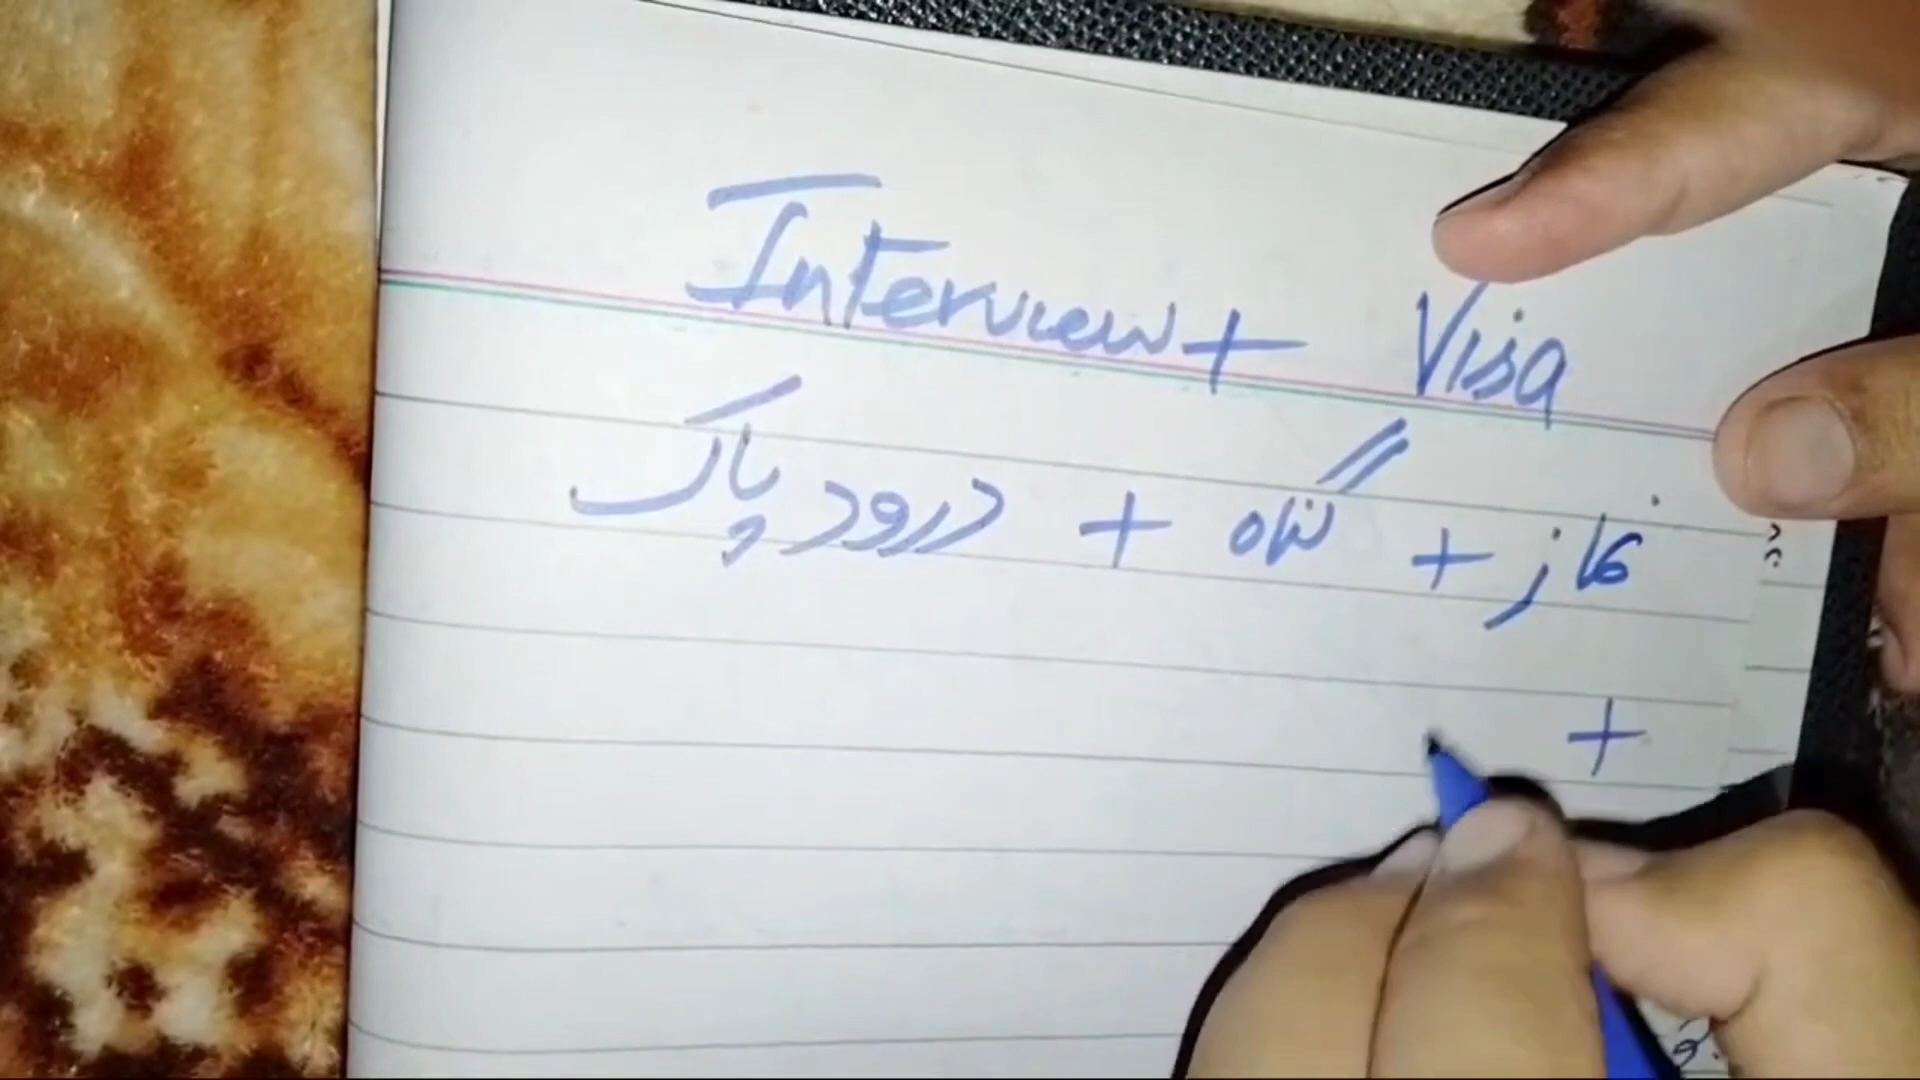 Interview + Visa
نماز + گناہ + درود پاک
+